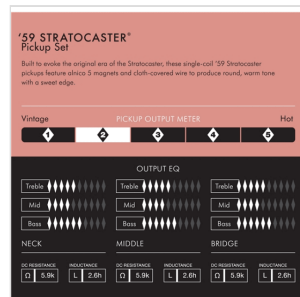 '59 STRATOCASTER®
Pickup Set
Built to evoke the original era of the Stratocaster, these single-coil '59 Stratocaster
pickups feature alnico 5 magnets and cloth-covered wire to produce round, warm tone
with a sweet edge.
Vintage PICKUP OUTPUT METER Hot
1 2 3 4 5
OUTPUT EQ
Treble Treble Treble
Mid Mid Mid
Bass Bass Bass
NECK MIDDLE BRIDGE
DC RESISTANCE INDUCTANCE DC RESISTANCE INDUCTANCE DC RESISTANCE INDUCTANCE
Ω 5.9k L 2.6h Ω 5.9k L 2.6h Ω 5.9k L 2.6h